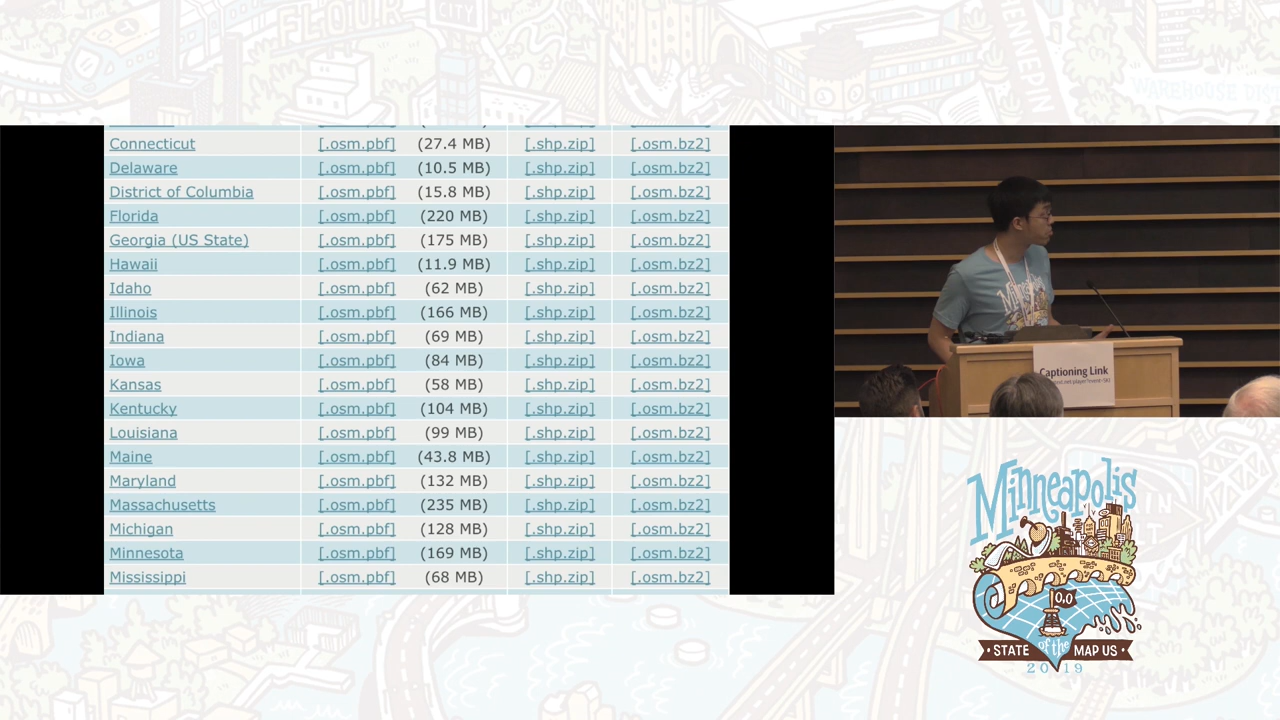 FLOUR
CITY
HENNEPIN
WAREHOUSE DIST
Connecticut [.osm.pbf] (27.4 MB) [.shp.zip] [.osm.bz2]
Delaware [.osm.pbf] (10.5 MB) [.shp.zip] [.osm.bz2]
District of Columbia [.osm.pbf] (15.8 MB) [.shp.zip] [.osm.bz2]
Florida [.osm.pbf] (220 MB) [.shp.zip] [.osm.bz2]
Georgia (US State) [.osm.pbf] (175 MB) [.shp.zip] [.osm.bz2]
Hawaii [.osm.pbf] (11.9 MB) [.shp.zip] [.osm.bz2]
Idaho [.osm.pbf] (62 MB) [.shp.zip] [.osm.bz2]
Illinois [.osm.pbf] (166 MB) [.shp.zip] [.osm.bz2]
Indiana [.osm.pbf] (69 MB) [.shp.zip] [.osm.bz2]
Iowa [.osm.pbf] (84 MB) [.shp.zip] [.osm.bz2]
Kansas [.osm.pbf] (58 MB) [.shp.zip] [.osm.bz2]
Kentucky [.osm.pbf] (104 MB) [.shp.zip] [.osm.bz2]
Louisiana [.osm.pbf] (99 MB) [.shp.zip] [.osm.bz2]
Maine [.osm.pbf] (43.8 MB) [.shp.zip] [.osm.bz2]
Maryland [.osm.pbf] (132 MB) [.shp.zip] [.osm.bz2]
Massachusetts [.osm.pbf] (235 MB) [.shp.zip] [.osm.bz2]
Michigan [.osm.pbf] (128 MB) [.shp.zip] [.osm.bz2]
Minnesota [.osm.pbf] (169 MB) [.shp.zip] [.osm.bz2]
Mississippi [.osm.pbf] (68 MB) [.shp.zip] [.osm.bz2]
Captioning Link
Minneapolis
0,0
STATE of the MAP US
2019